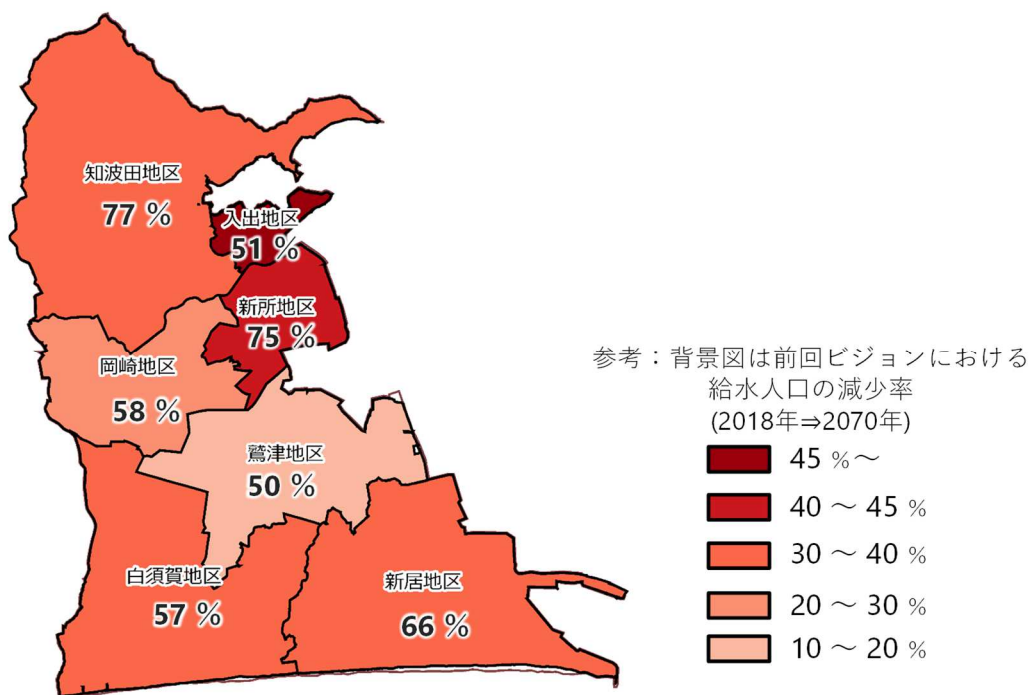 知波田地区
77 %
入出地区
51 %
新所地区
75 %
岡崎地区
58 %
鷲津地区
50 %
白須賀地区
57 %
新居地区
66 %
参考：背景図は前回ビジョンにおける
給水人口の減少率
(2018年⇒2070年)
45 %～
40 ～ 45 %
30 ～ 40 %
20 ～ 30 %
10 ～ 20 %